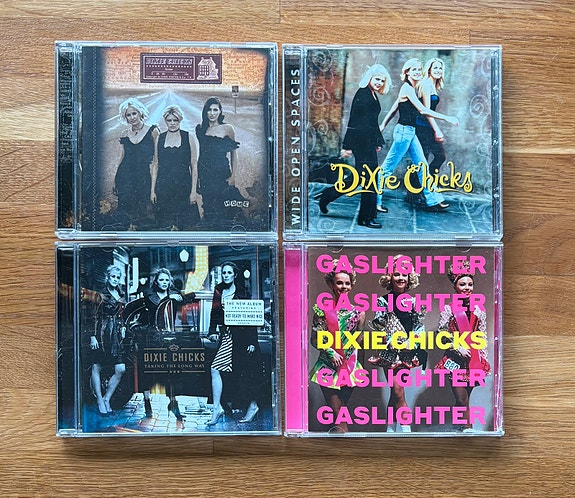 DIXIE CHICKS
HOME
WIDE OPEN SPACES
Dixie Chicks
THE NEW ALBUM
FEATURING
NOT READY TO MAKE NICE
DIXIE CHICKS
TAKING THE LONG WAY
GASLIGHTER
GASLIGHTER
DIXIE CHICKS
GASLIGHTER
GASLIGHTER